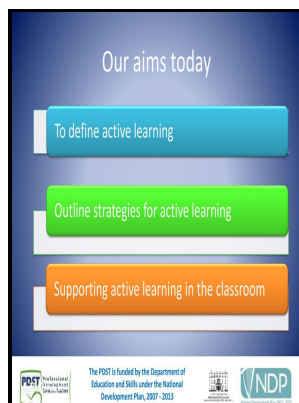 Our aims today
To define active learning
Outline strategies for active learning
Supporting active learning in the classroom
PDST
Professional
Development
Service for Teachers
The PDST is funded by the Department of
Education and Skills under the National
Development Plan, 2007 - 2013
NDP